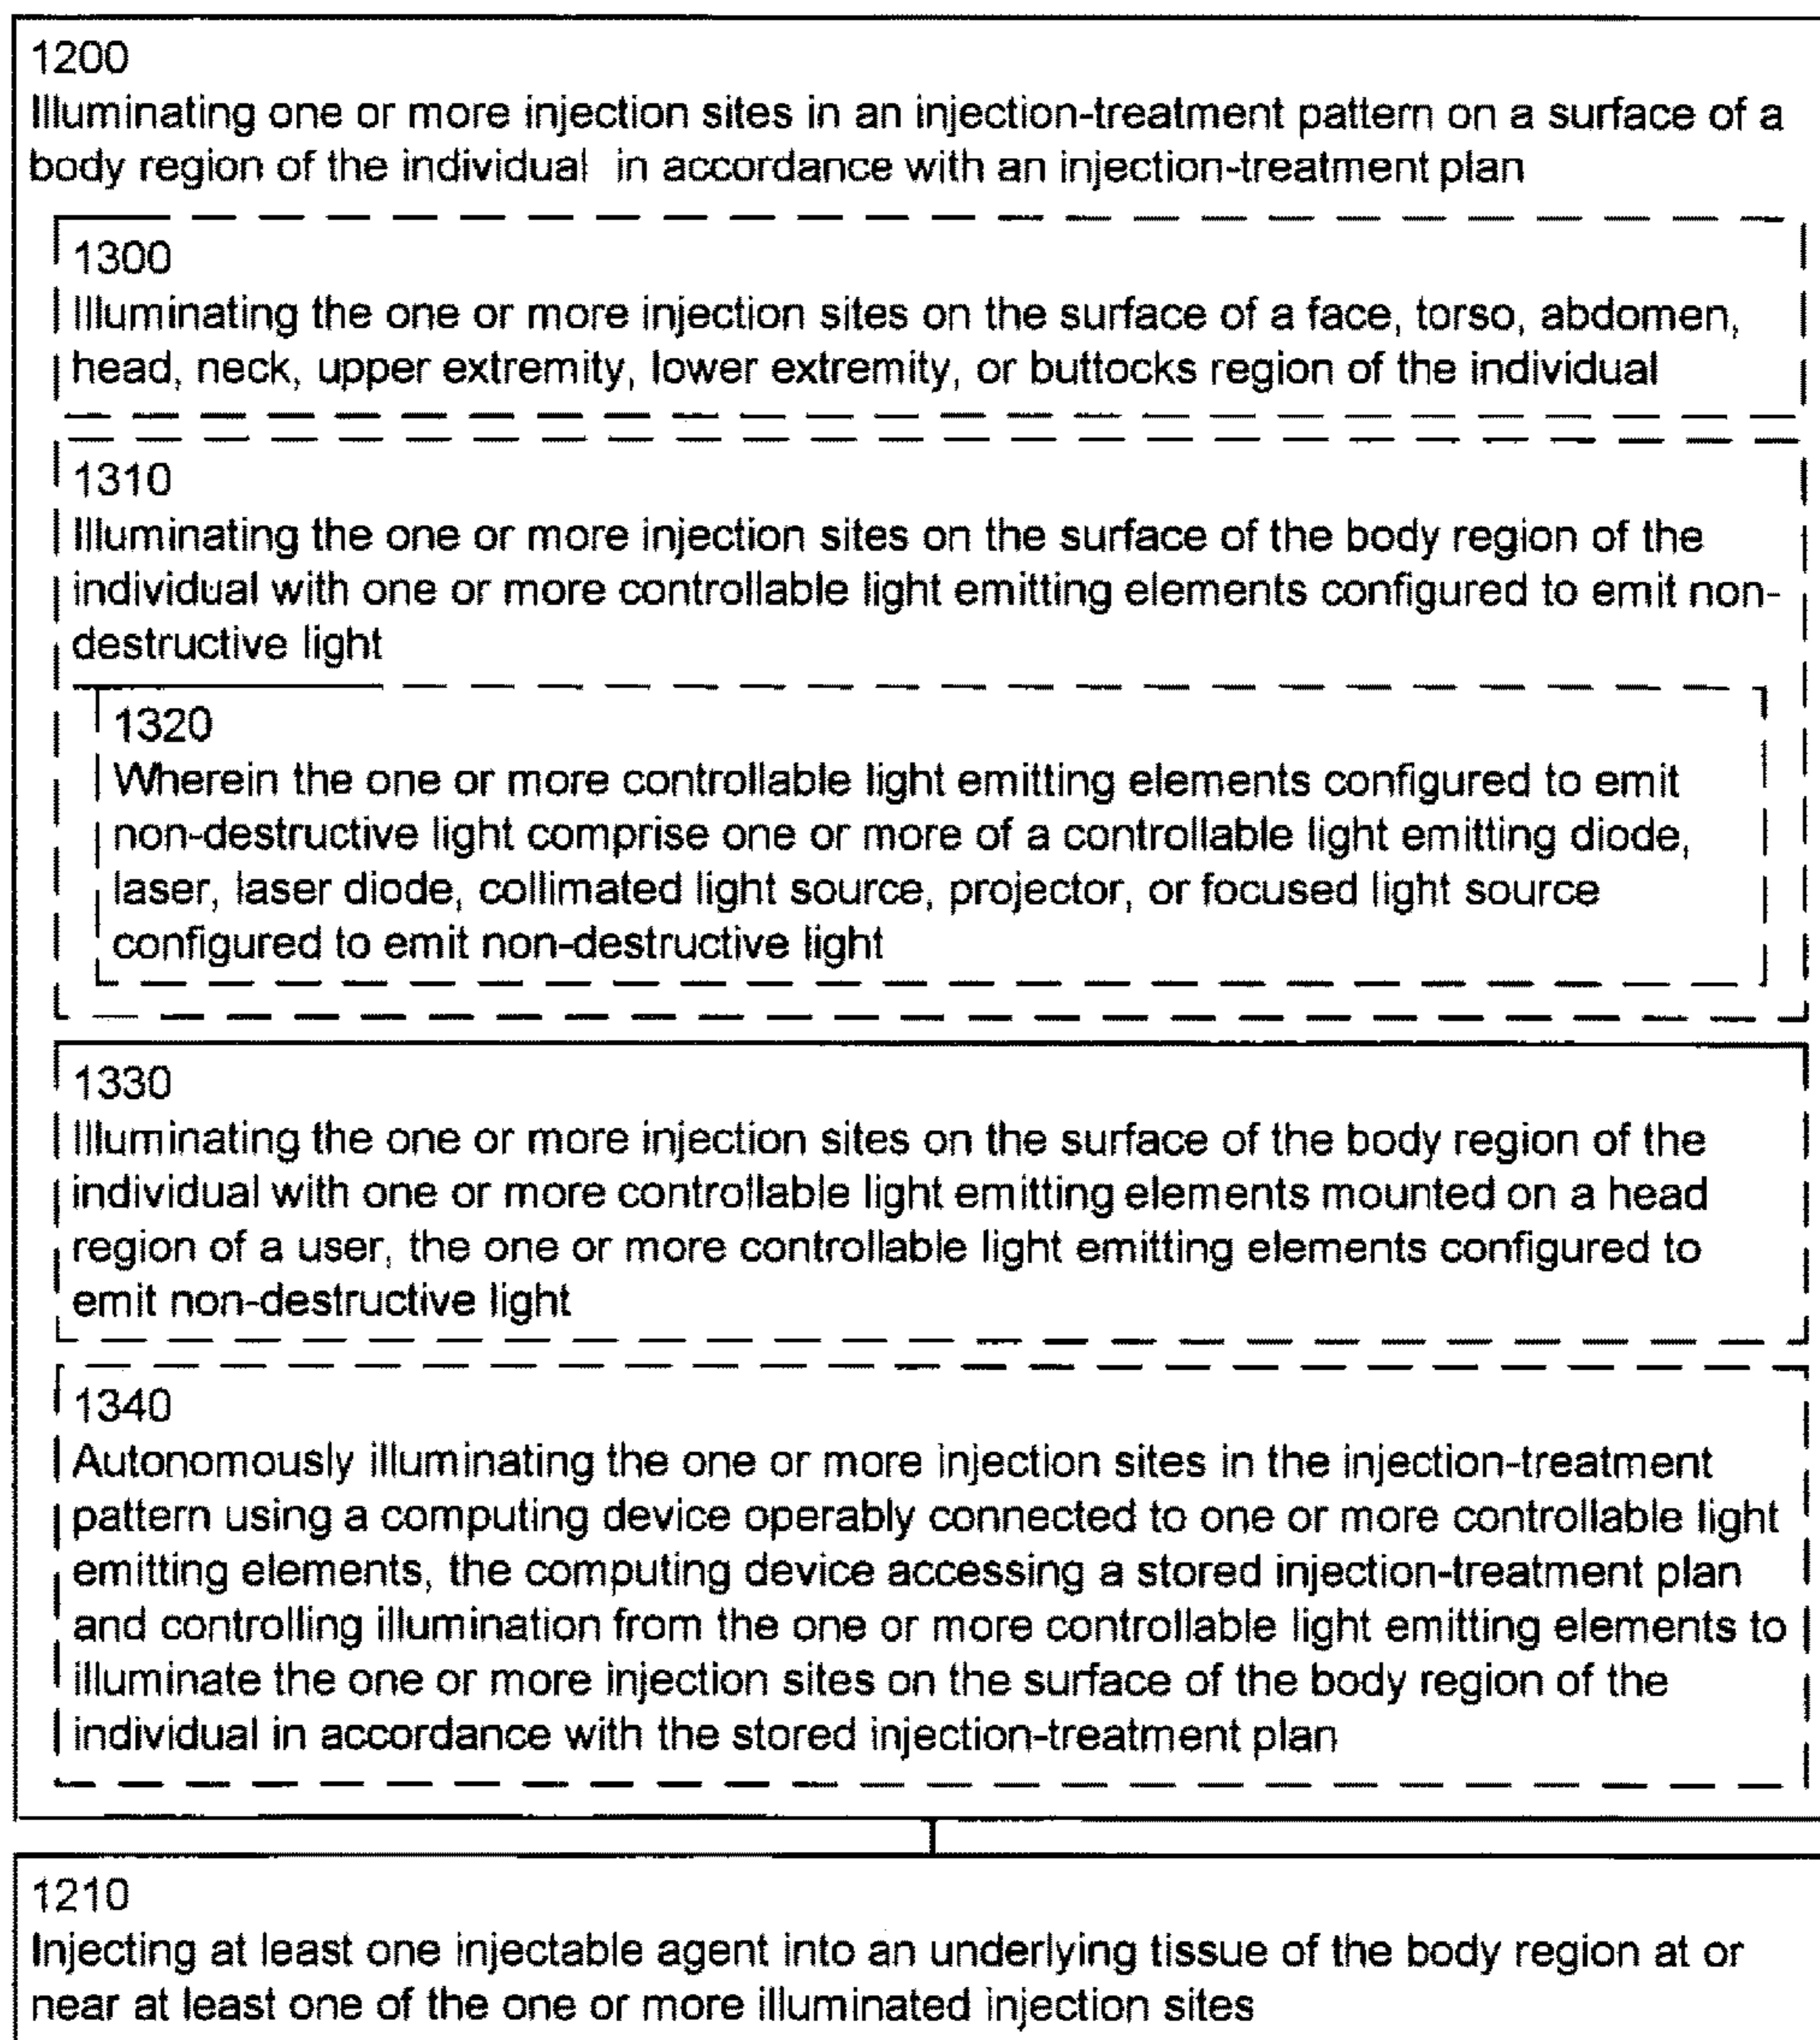 1200
Illuminating one or more injection sites in an injection-treatment pattern on a surface of a
body region of the individual in accordance with an injection-treatment plan
1300
Illuminating the one or more injection sites on the surface of a face, torso, abdomen,
head, neck, upper extremity, lower extremity, or buttocks region of the individual
1310
Illuminating the one or more injection sites on the surface of the body region of the
individual with one or more controllable light emitting elements configured to emit non-
destructive light
1320
Wherein the one or more controllable light emitting elements configured to emit
non-destructive light comprise one or more of a controllable light emitting diode,
laser, laser diode, collimated light source, projector, or focused light source
configured to emit non-destructive light
1330
Illuminating the one or more injection sites on the surface of the body region of the
individual with one or more controllable light emitting elements mounted on a head
region of a user, the one or more controllable light emitting elements configured to
emit non-destructive light
1340
Autonomously illuminating the one or more injection sites in the injection-treatment
pattern using a computing device operably connected to one or more controllable light
emitting elements, the computing device accessing a stored injection-treatment plan
and controlling illumination from the one or more controllable light emitting elements to
illuminate the one or more injection sites on the surface of the body region of the
individual in accordance with the stored injection-treatment plan
1210
Injecting at least one injectable agent into an underlying tissue of the body region at or
near at least one of the one or more illuminated injection sites